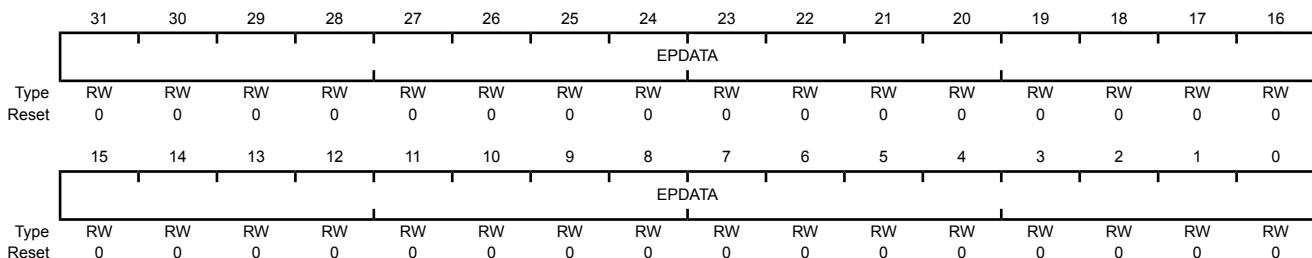 31 30 29 28 27 26 25 24 23 22 21 20 19 18 17 16
EPDATA
Type RW RW RW RW RW RW RW RW RW RW RW RW RW RW RW RW
Reset 0 0 0 0 0 0 0 0 0 0 0 0 0 0 0 0
15 14 13 12 11 10 9 8 7 6 5 4 3 2 1 0
EPDATA
Type RW RW RW RW RW RW RW RW RW RW RW RW RW RW RW RW
Reset 0 0 0 0 0 0 0 0 0 0 0 0 0 0 0 0